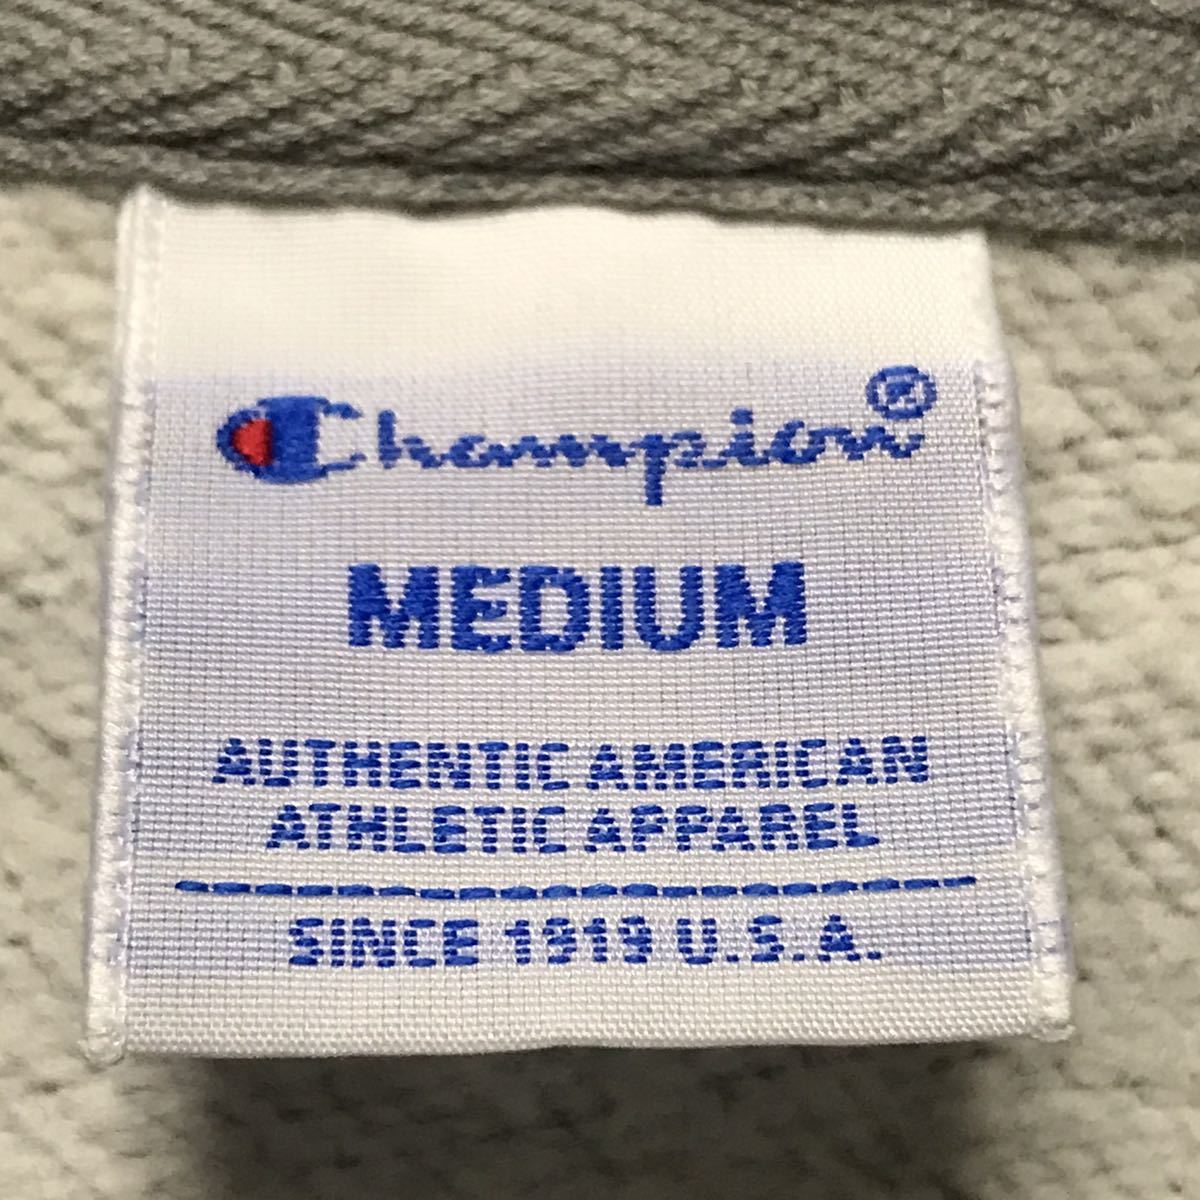 Champion®
MEDIUM
AUTHENTIC AMERICAN
ATHLETIC APPAREL
SINCE 1919 U.S.A.